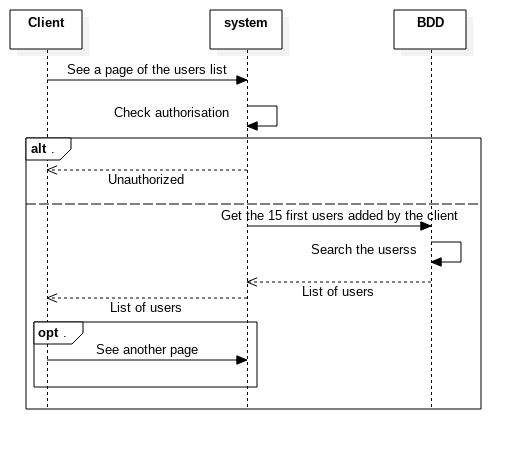 Client system BDD
See a page of the users list
Check authorisation
alt .
Unauthorized
Get the 15 first users added by the client
Search the userss
List of users
List of users
opt .
See another page